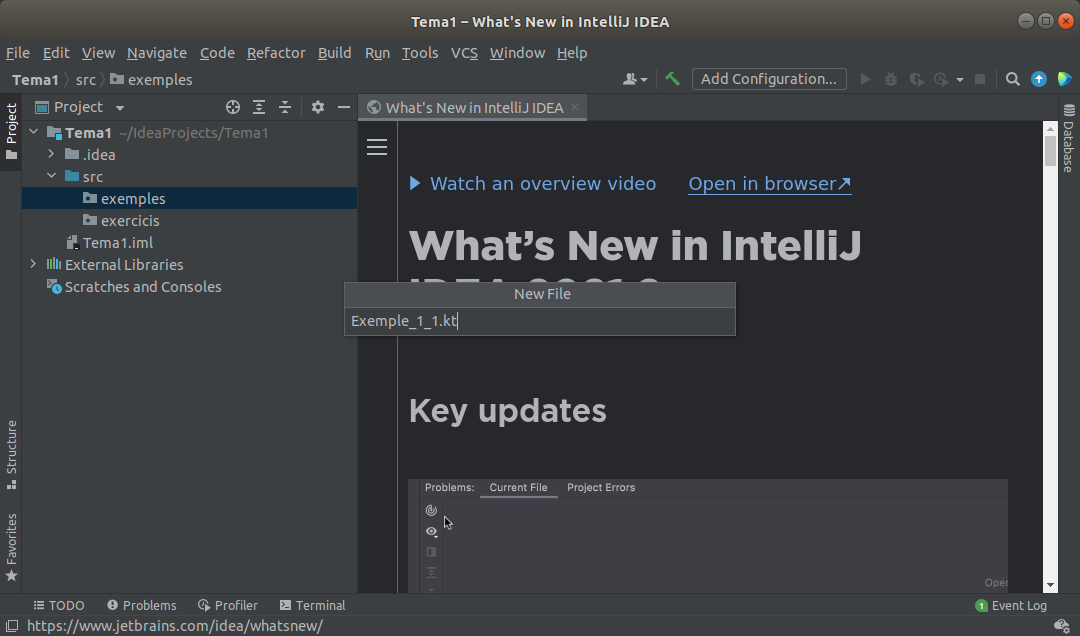 Tema1 – What's New in IntelliJ IDEA
File Edit View Navigate Code Refactor Build Run Tools VCS Window Help
Tema1 src exemples
Add Configuration...
Project
Project
What's New in IntelliJ IDEA
Database
Tema1 ~/IdeaProjects/Tema1
.idea
src
exemples
exercicis
Tema1.iml
External Libraries
Scratches and Consoles
Watch an overview video Open in browser↗
What’s New in IntelliJ
New File
Exemple_1_1.kt
Key updates
Problems: Current File Project Errors
Structure
Favorites
TODO Problems Profiler Terminal
1 Event Log
https://www.jetbrains.com/idea/whatsnew/